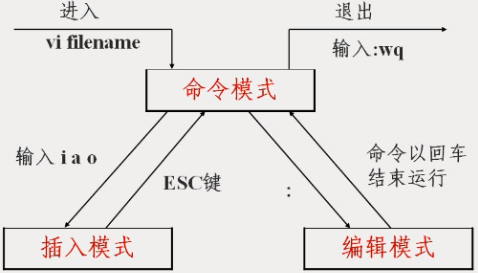 进入
退出
vi filename
输入:wq
命令模式
输入 i a o
ESC键
:
命令以回车
结束运行
插入模式
编辑模式